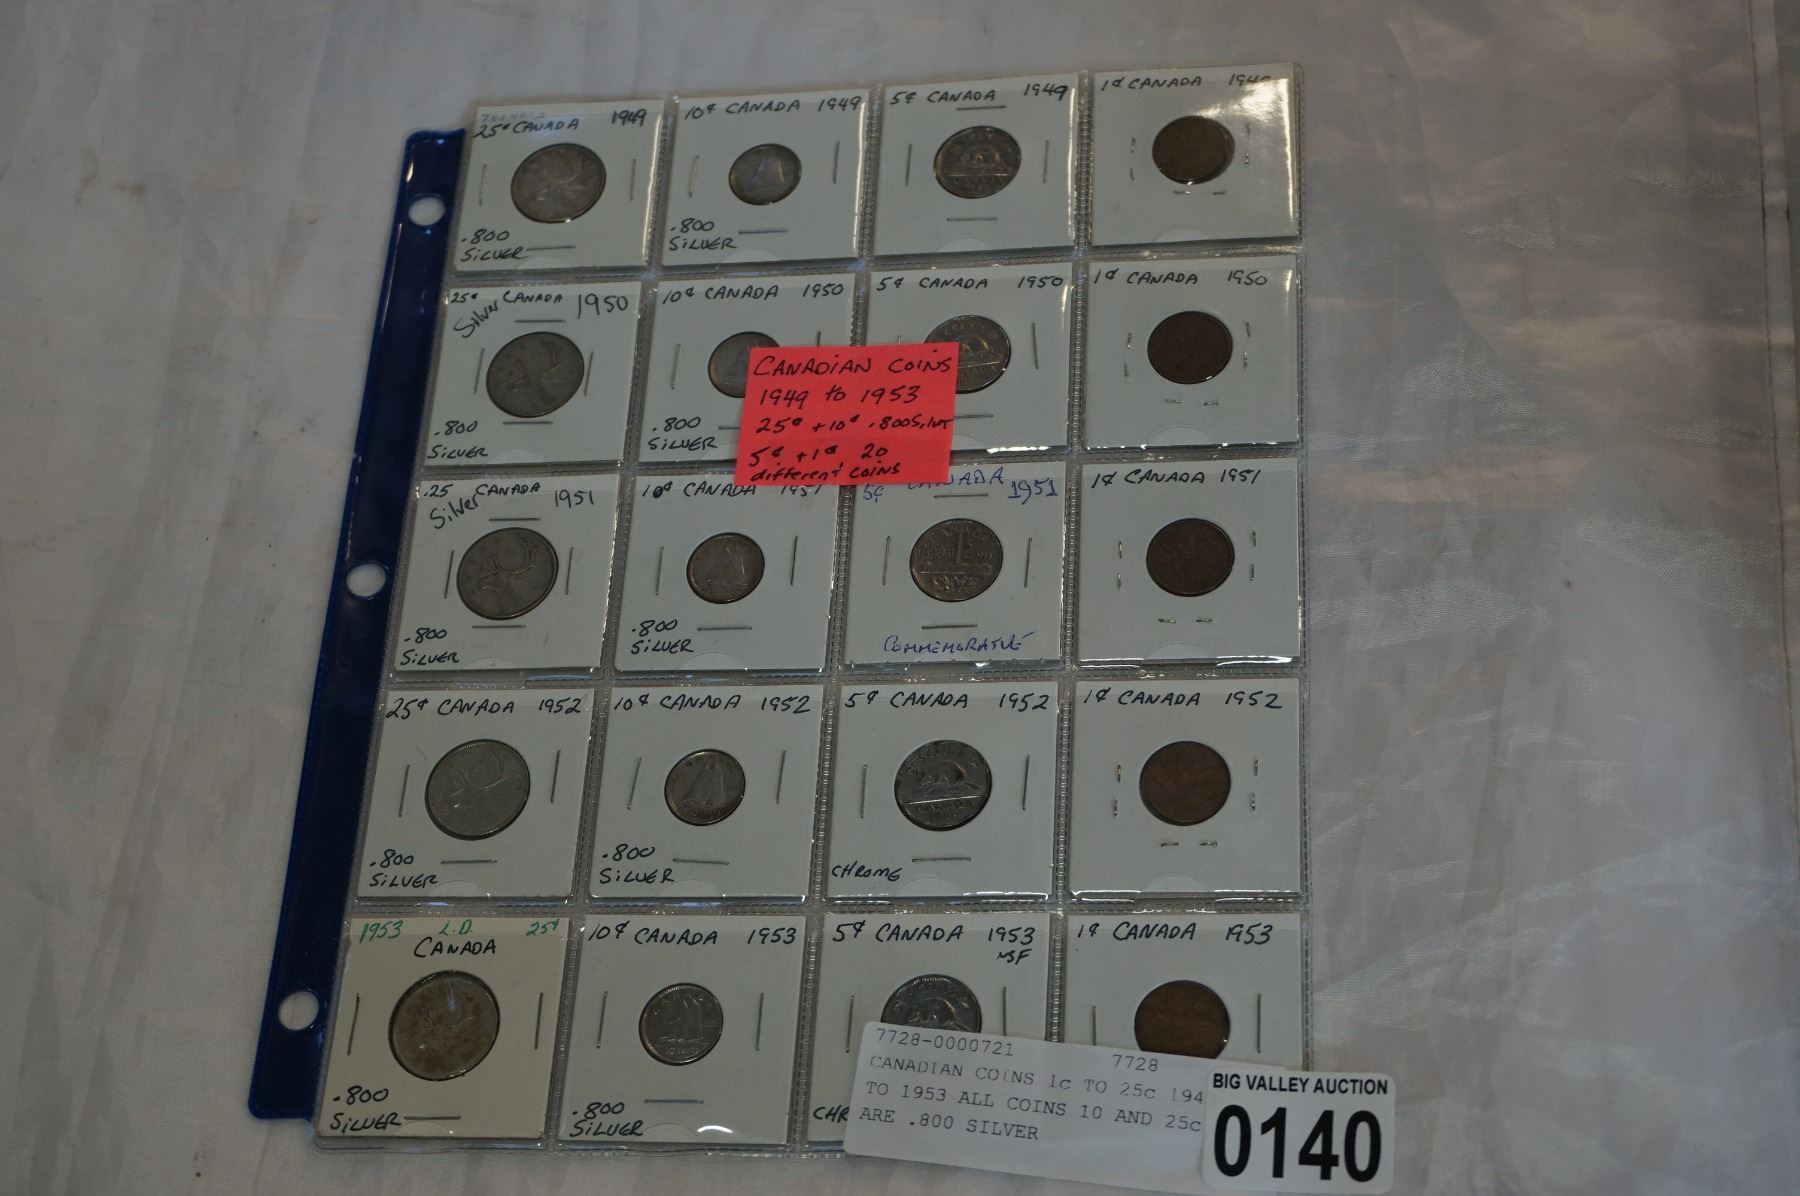 25¢ CANADA 1949
.800
SILVER
10¢ CANADA 1949
.800
SILVER
5¢ CANADA 1949
1¢ CANADA
25¢ CANADA 1950
Silver
.800
SILVER
10¢ CANADA 1950
.800
SILVER
5¢ CANADA 1950
1¢ CANADA 1950
CANADIAN COINS
1949 to 1953
25¢ + 10¢ .800 Silver
5¢ + 1¢ 20
different coins
.25 CANADA 1951
Silver
.800
SILVER
10¢ CANADA 1951
.800
SILVER
5¢ CANADA 1951
COMMEMORATIVE
1¢ CANADA 1951
25¢ CANADA 1952
.800
SILVER
10¢ CANADA 1952
.800
SILVER
5¢ CANADA 1952
CHROME
1¢ CANADA 1952
1953 L.D. 25¢
CANADA
.800
SILVER
10¢ CANADA 1953
.800
SILVER
5¢ CANADA 1953
NSF
CHR
1¢ CANADA 1953
7728-0000721 7728
CANADIAN COINS 1c TO 25c 194
TO 1953 ALL COINS 10 AND 25c
ARE .800 SILVER
BIG VALLEY AUCTION
0140